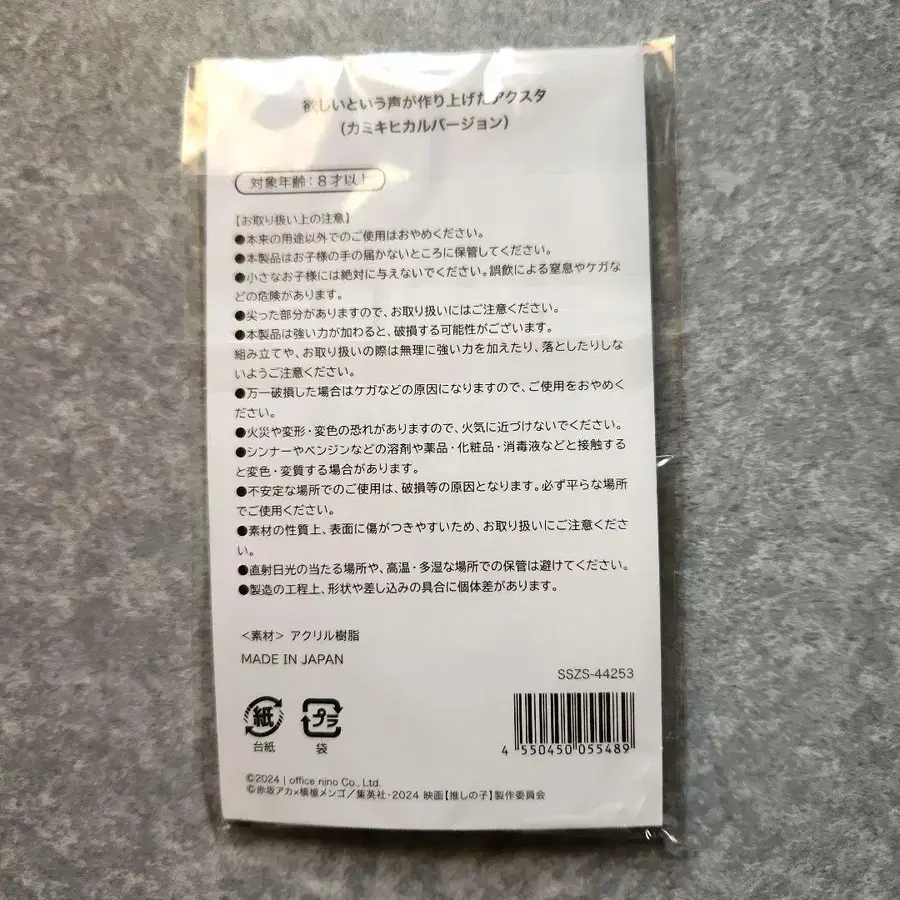 欲しいという声が作り上げたアクスタ
(カミキヒカルバージョン)
対象年齢：8才以上
【お取り扱い上の注意】
●本来の用途以外でのご使用はおやめください。
●本製品はお子様の手の届かないところに保管してください。
●小さなお子様には絶対に与えないでください。誤飲による窒息やケガな
どの危険があります。
●尖った部分がありますので、お取り扱いにはご注意ください。
●本製品は強い力が加わると、破損する可能性がございます。
組み立てや、お取り扱いの際は無理に強い力を加えたり、落としたりしな
いようご注意ください。
●万一破損した場合はケガなどの原因になりますので、ご使用をおやめく
ださい。
●火災や変形・変色の恐れがありますので、火気に近づけないでください。
●シンナーやベンジンなどの溶剤や薬品・化粧品・消毒液などと接触する
と変色・変質する場合があります。
●不安定な場所でのご使用は、破損等の原因となります。必ず平らな場所
でご使用ください。
●素材の性質上、表面に傷がつきやすいため、お取り扱いにご注意くださ
い。
●直射日光の当たる場所や、高温・多湿な場所での保管は避けてください。
●製造の工程上、形状や差し込みの具合に個体差があります。
＜素材＞ アクリル樹脂
MADE IN JAPAN
SSZS-44253
紙
台紙
プラ
袋
4 550450 055489
©2024 | office nino Co., Ltd.
©赤坂アカ×横槍メンゴ／集英社・2024 映画【推しの子】製作委員会